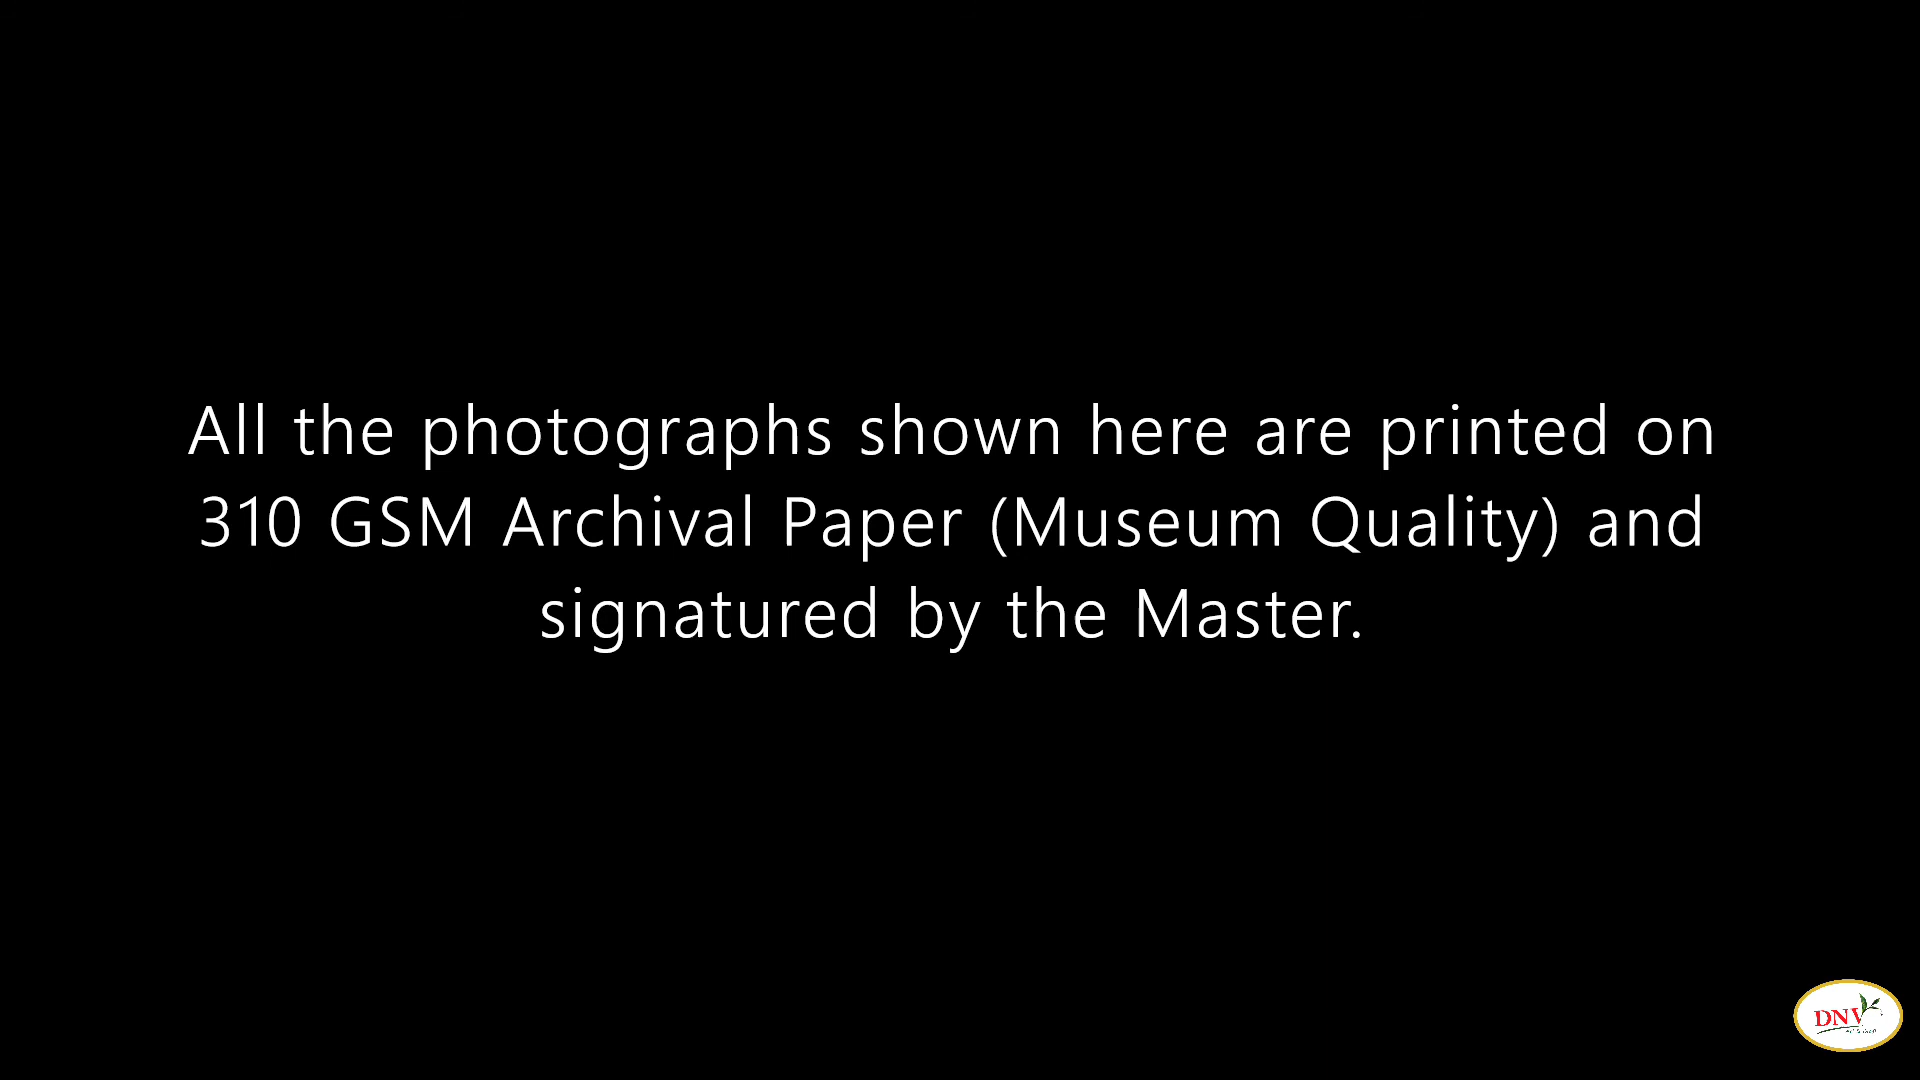 All the photographs shown here are printed on
310 GSM Archival Paper (Museum Quality) and
signatured by the Master.
DNV